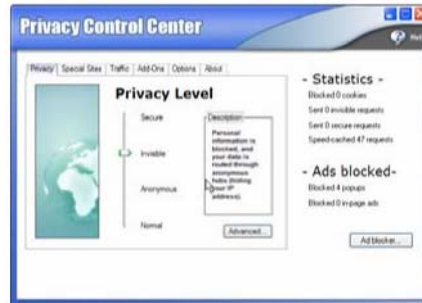 Privacy Control Center
Help
Privacy Special Sites Traffic Add-Ons Options About
Privacy Level
Secure
Invisible
Anonymous
Normal
Description
Personal
information is
blocked, and
your data is
routed through
anonymous
hubs (hiding
your IP
address).
Advanced...
- Statistics -
Blocked 0 cookies
Sent 0 invisible requests
Sent 0 secure requests
Speed-cached 47 requests
- Ads blocked-
Blocked 4 popups
Blocked 0 in-page ads
Ad blocker...